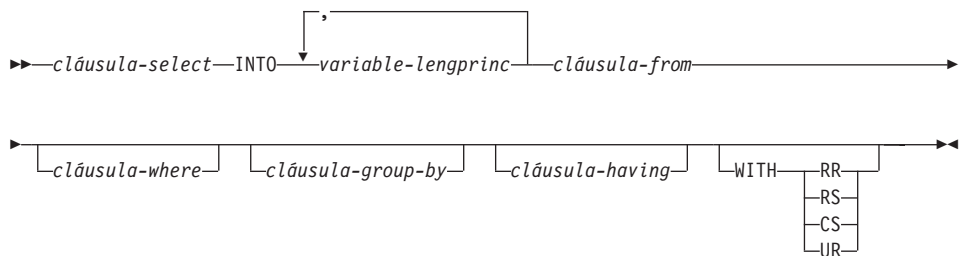 ,
cláusula-select INTO variable-lengprinc cláusula-from
cláusula-where cláusula-group-by cláusula-having WITH RR
RS
CS
UR